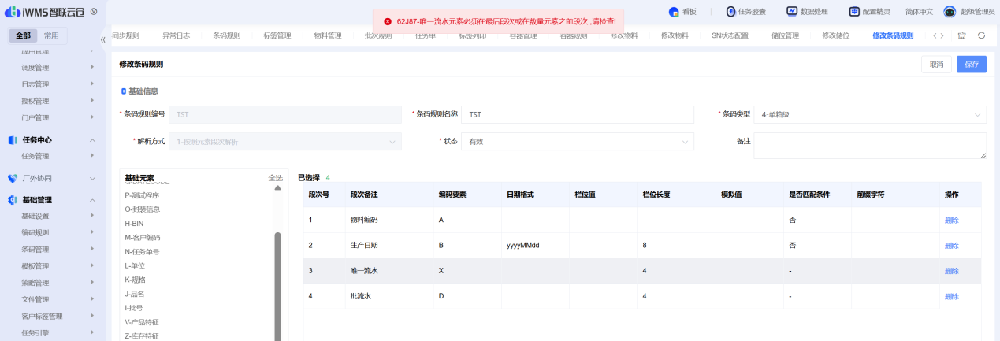 iWMS智联云仓
62J87-唯一流水元素必须在最后段次或在数量元素之前段次 ,请检查!
看板
任务胶囊
数据处理
配置精灵
简体中文
超级管理员
全部 常用
同步规则 异常日志 条码规则 标签管理 物料管理 批次规则 任务单 标签列印 容器管理 容器规则 修改物料 修改物料 SN状态配置 储位管理 修改储位 修改条码规则
应用管理
调度管理
日志管理
授权管理
门户管理
任务中心
任务管理
厂外协同
基础管理
基础设置
编码规则
条码管理
模板管理
策略管理
文件管理
客户标签管理
任务引擎
修改条码规则
取消 保存
基础信息
* 条码规则编号 TST * 条码规则名称 TST * 条码类型 4-单箱级
* 解析方式 1-按照元素段次解析 * 状态 有效 备注
基础元素 全选
Q-DATECODE
P-测试程序
O-封装信息
H-BIN
M-客户编码
N-任务单号
L-单位
K-规格
J-品名
I-批号
V-产品特征
Z-库存特征
已选择 4
段次号 段次备注 编码要素 日期格式 栏位值 栏位长度 模拟值 是否匹配条件 前缀字符 操作
1 物料编码 A 否 删除
2 生产日期 B yyyyMMdd 8 否 删除
3 唯一流水 X 4 - 删除
4 批流水 D 4 - 删除